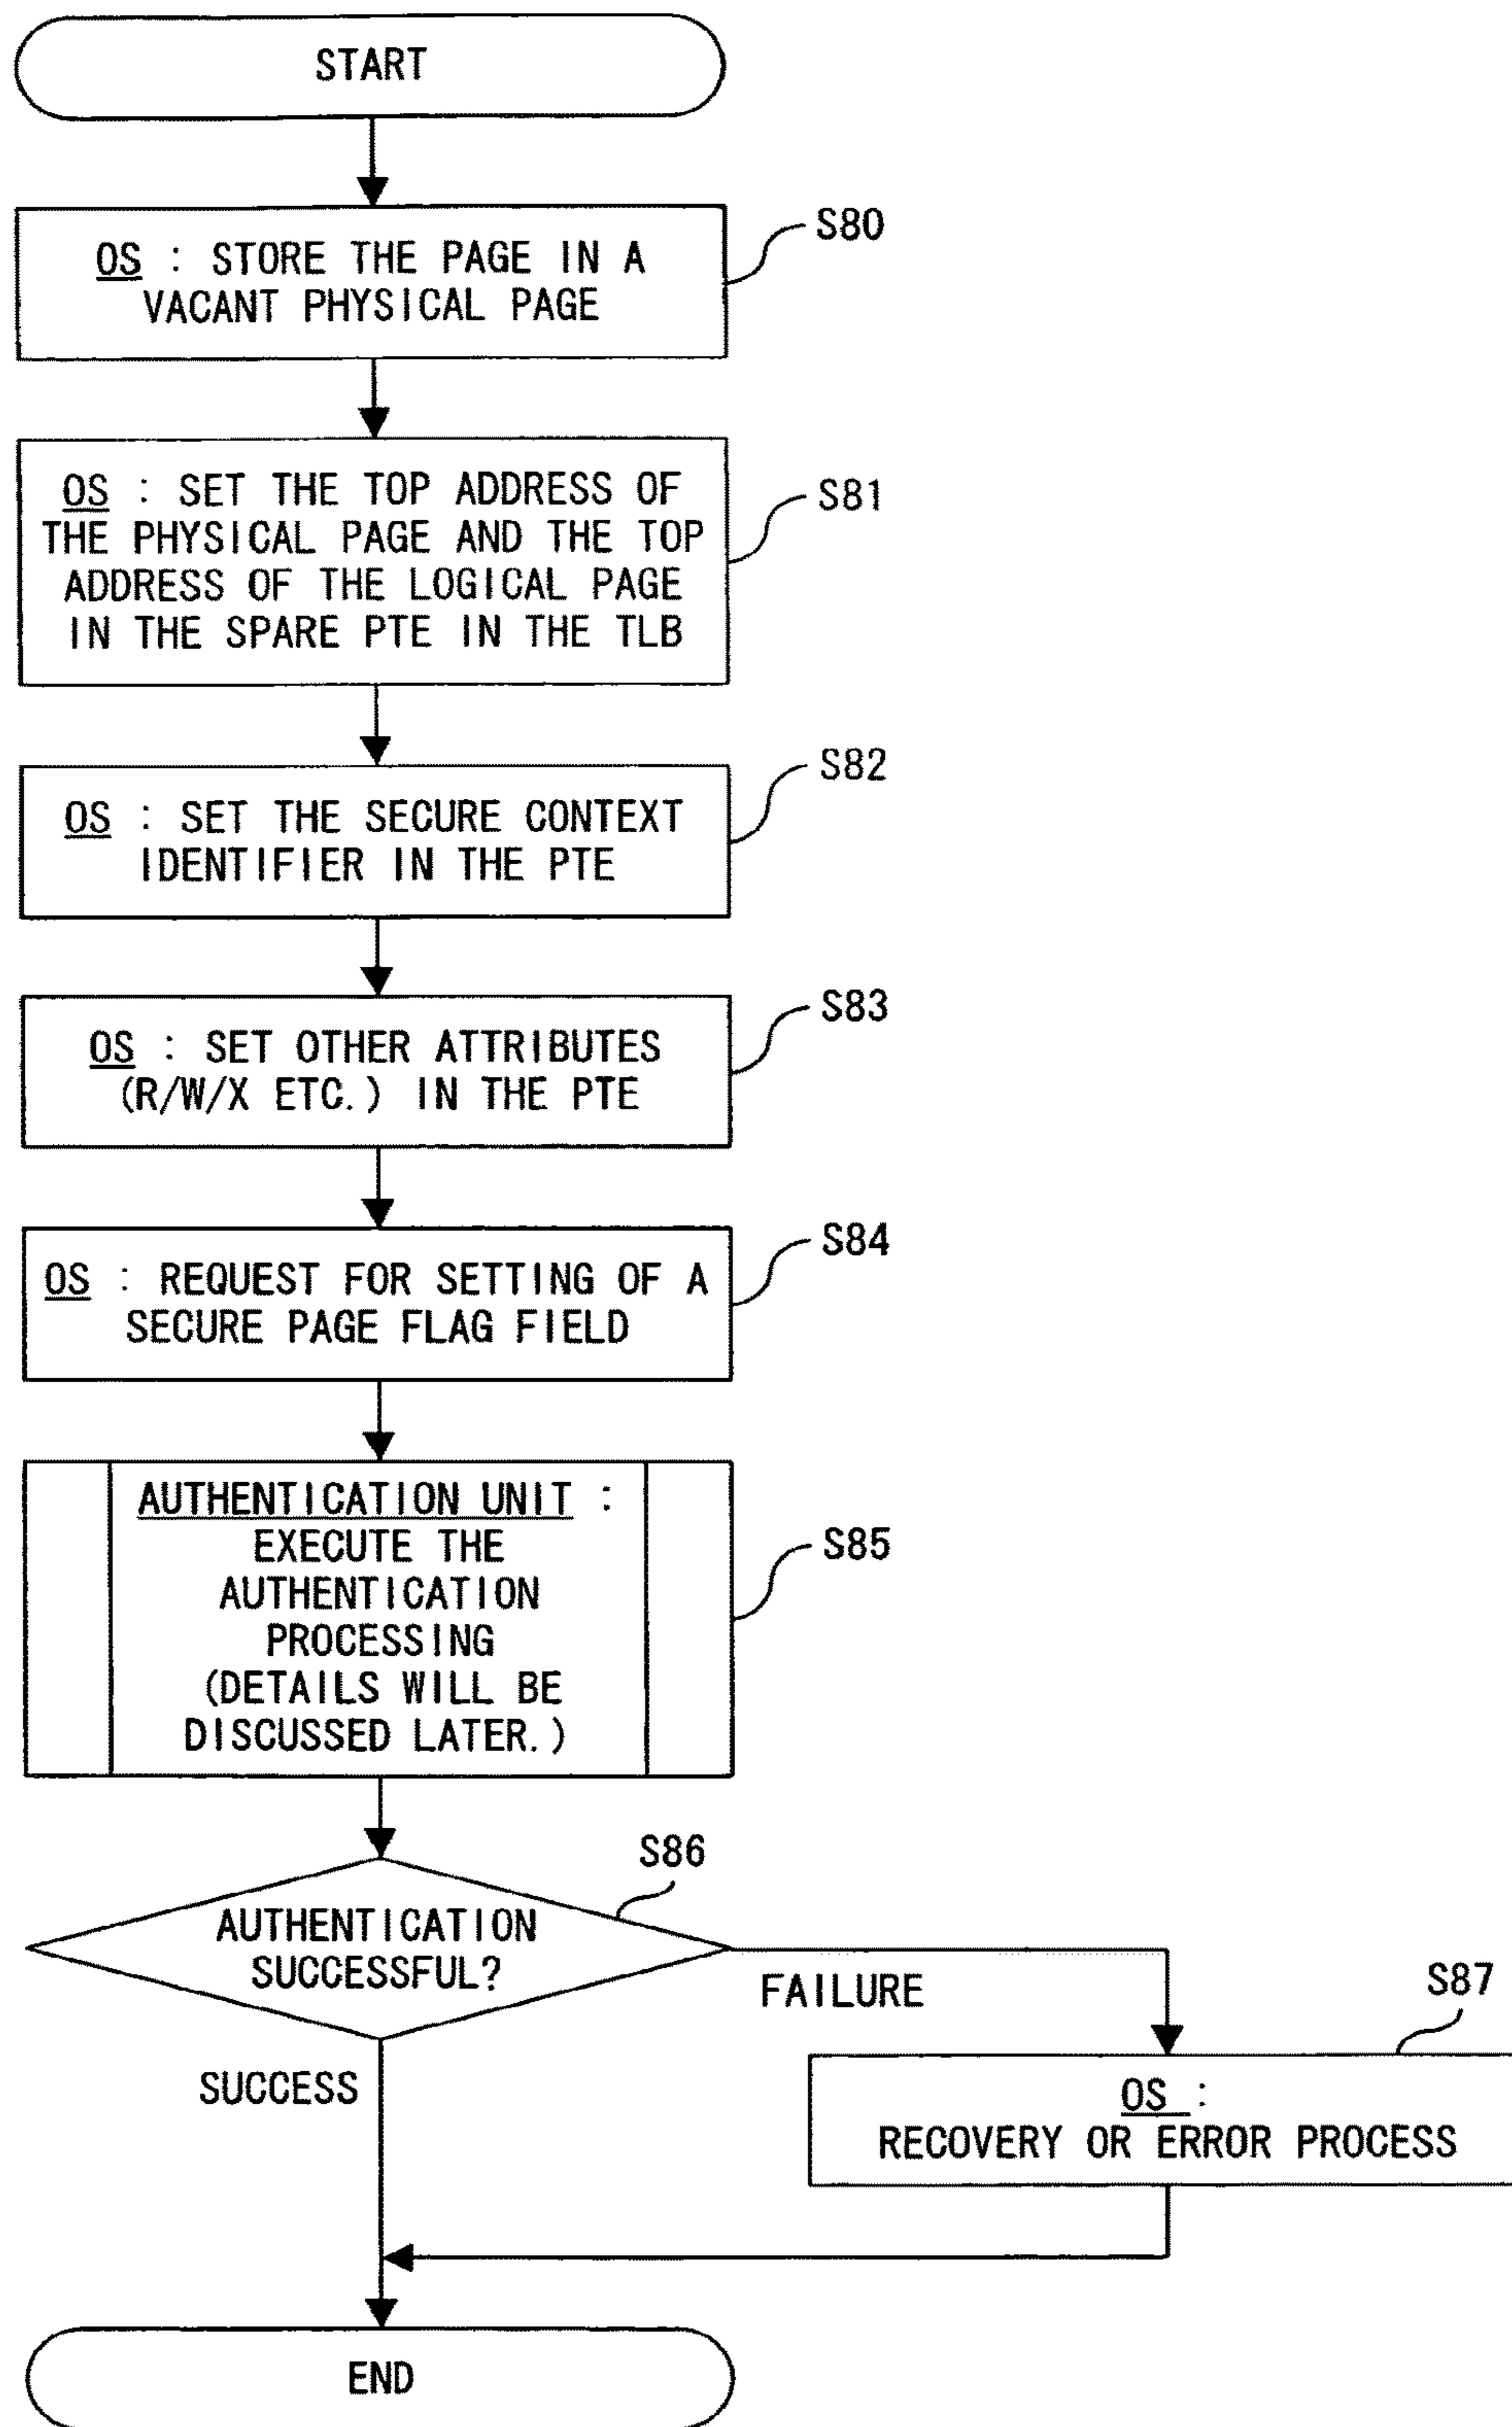 START
S80
OS : STORE THE PAGE IN A
VACANT PHYSICAL PAGE
S81
OS : SET THE TOP ADDRESS OF
THE PHYSICAL PAGE AND THE TOP
ADDRESS OF THE LOGICAL PAGE
IN THE SPARE PTE IN THE TLB
S82
OS : SET THE SECURE CONTEXT
IDENTIFIER IN THE PTE
S83
OS : SET OTHER ATTRIBUTES
(R/W/X ETC.) IN THE PTE
S84
OS : REQUEST FOR SETTING OF A
SECURE PAGE FLAG FIELD
S85
AUTHENTICATION UNIT :
EXECUTE THE
AUTHENTICATION
PROCESSING
(DETAILS WILL BE
DISCUSSED LATER.)
S86
AUTHENTICATION
SUCCESSFUL?
FAILURE
S87
SUCCESS
OS :
RECOVERY OR ERROR PROCESS
END